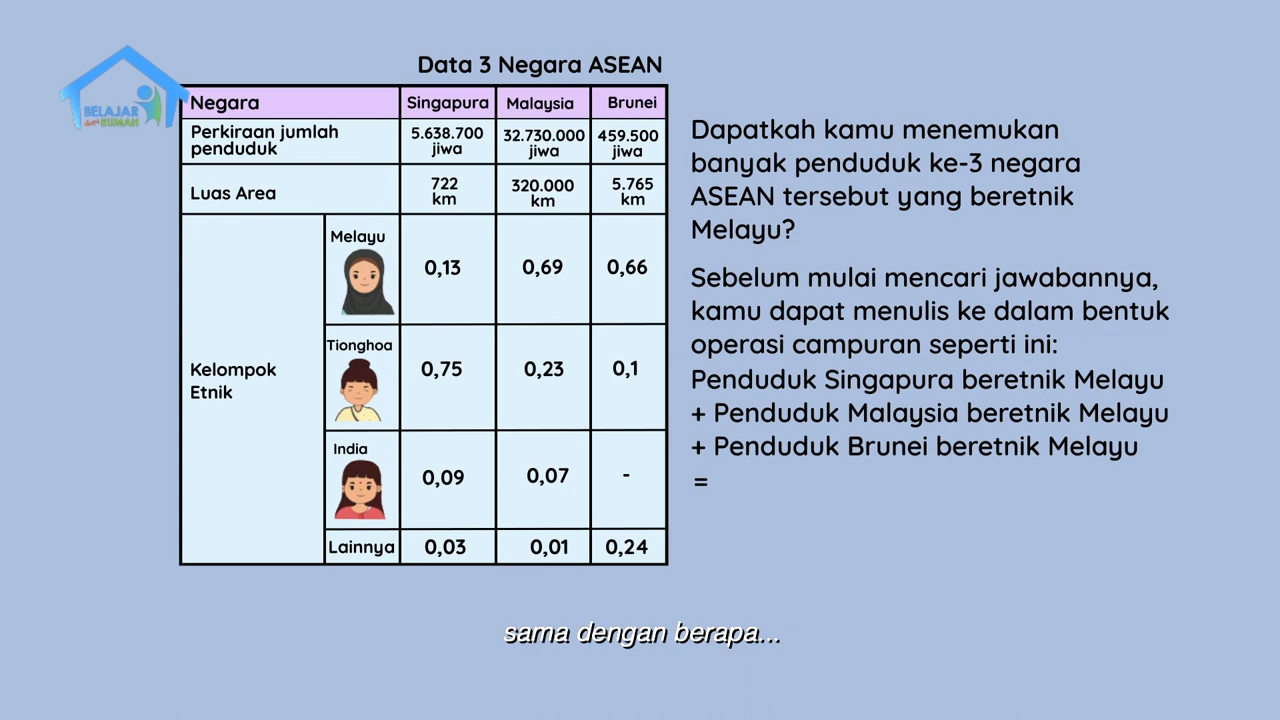 BELAJAR
dari RUMAH
Data 3 Negara ASEAN
Negara Singapura Malaysia Brunei
Perkiraan jumlah penduduk 5.638.700 jiwa 32.730.000 jiwa 459.500 jiwa
Luas Area 722 km 320.000 km 5.765 km
Kelompok Etnik
Melayu 0,13 0,69 0,66
Tionghoa 0,75 0,23 0,1
India 0,09 0,07 -
Lainnya 0,03 0,01 0,24
Dapatkah kamu menemukan
banyak penduduk ke-3 negara
ASEAN tersebut yang beretnik
Melayu?
Sebelum mulai mencari jawabannya,
kamu dapat menulis ke dalam bentuk
operasi campuran seperti ini:
Penduduk Singapura beretnik Melayu
+ Penduduk Malaysia beretnik Melayu
+ Penduduk Brunei beretnik Melayu
=
sama dengan berapa...